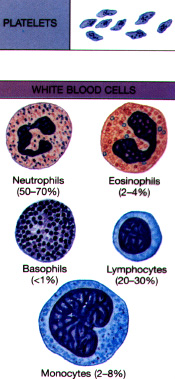 PLATELETS
WHITE BLOOD CELLS
Neutrophils
(50–70%)
Eosinophils
(2–4%)
Basophils
(<1%)
Lymphocytes
(20–30%)
Monocytes (2–8%)